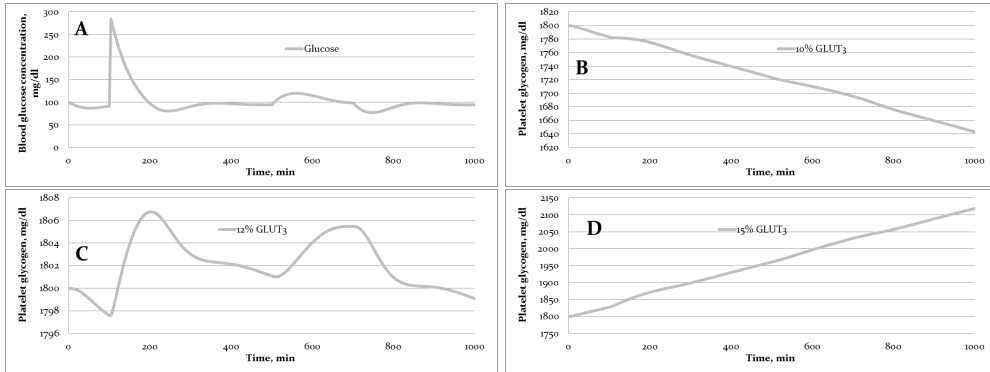 A
Glucose
Blood glucose concentration,
mg/dl
300
250
200
150
100
50
0
0 200 400 600 800 1000
Time, min
B
10% GLUT3
Platelet glycogen, mg/dl
1820
1800
1780
1760
1740
1720
1700
1680
1660
1640
1620
0 200 400 600 800 1000
Time, min
C
12% GLUT3
Platelet glycogen, mg/dl
1808
1806
1804
1802
1800
1798
1796
0 200 400 600 800 1000
Time, min
D
15% GLUT3
Platelet glycogen, mg/dl
2150
2100
2050
2000
1950
1900
1850
1800
1750
0 200 400 600 800 1000
Time, min